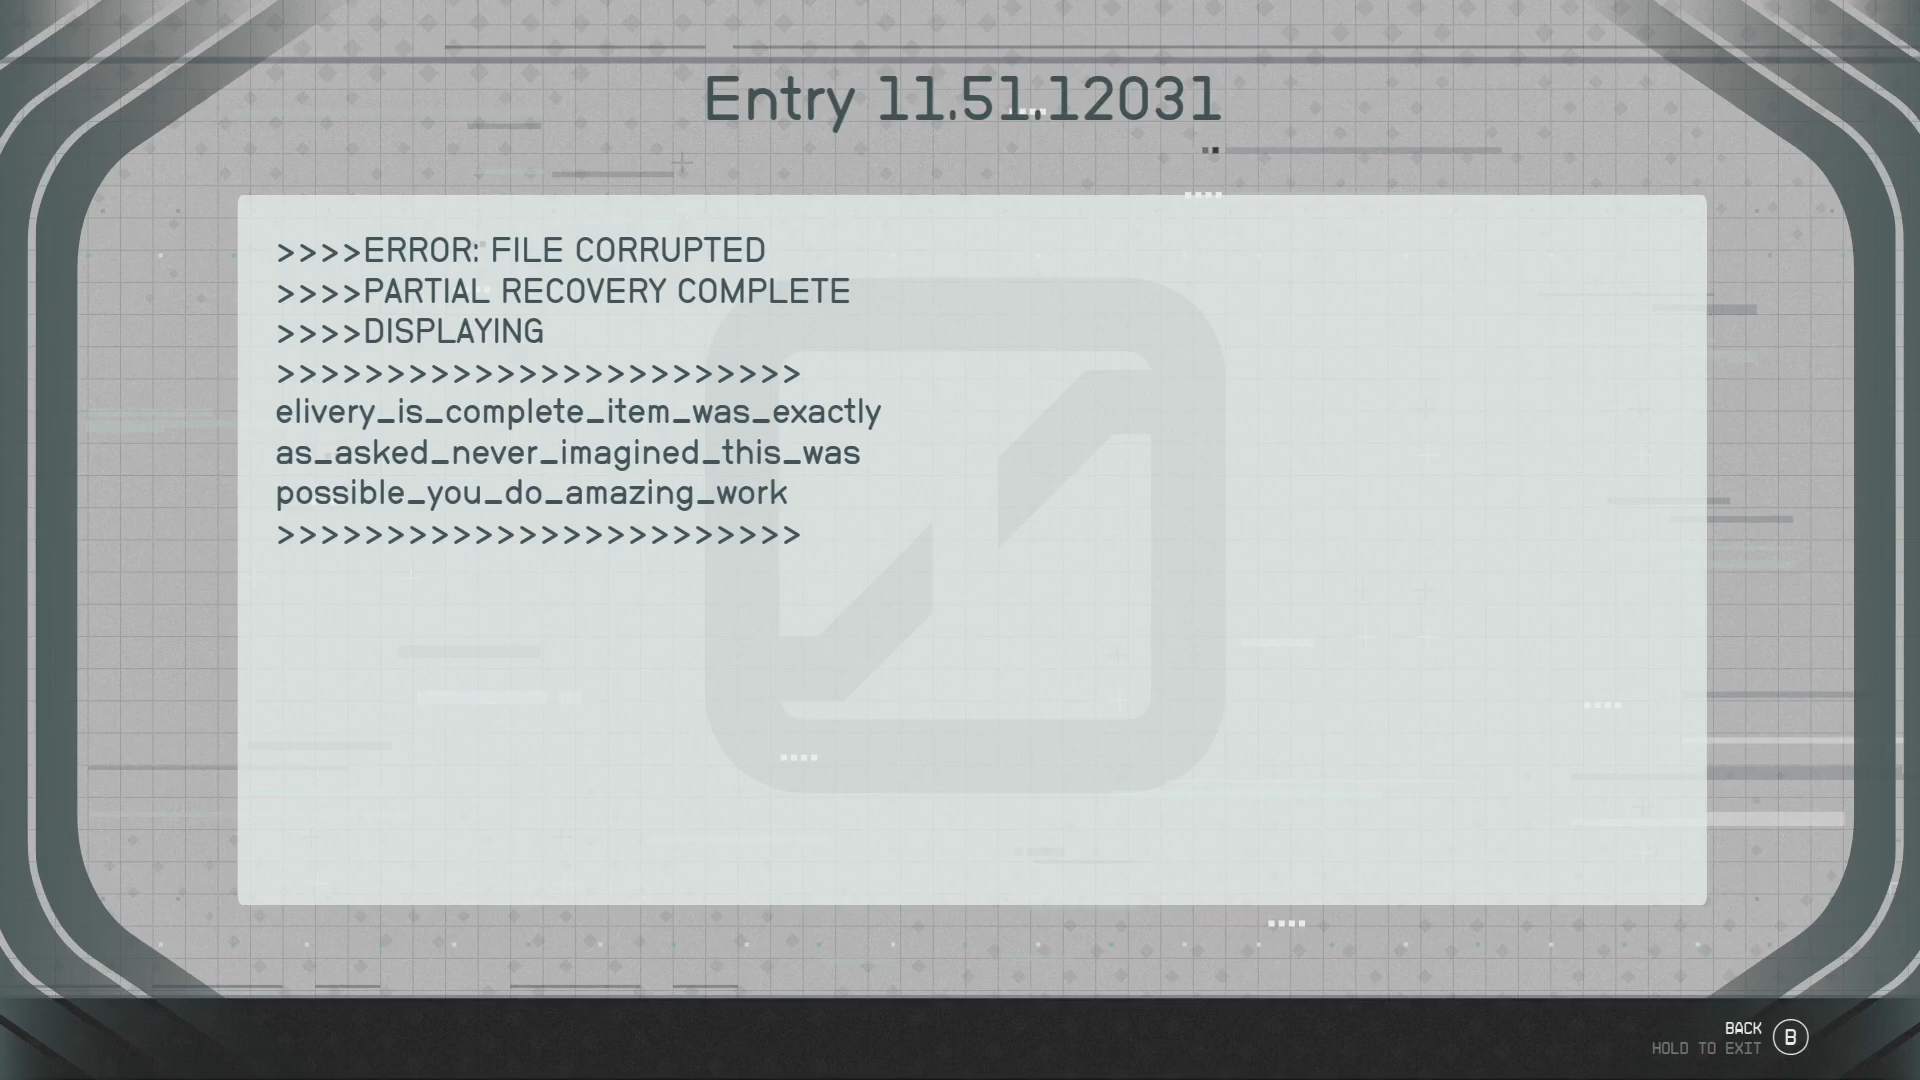 Entry 11.51.12031
>>>>ERROR: FILE CORRUPTED
>>>>PARTIAL RECOVERY COMPLETE
>>>>DISPLAYING
>>>>>>>>>>>>>>>>>>>>>>>>
elivery_is_complete_item_was_exactly
as_asked_never_imagined_this_was
possible_you_do_amazing_work
>>>>>>>>>>>>>>>>>>>>>>>>
BACK
HOLD TO EXIT
B